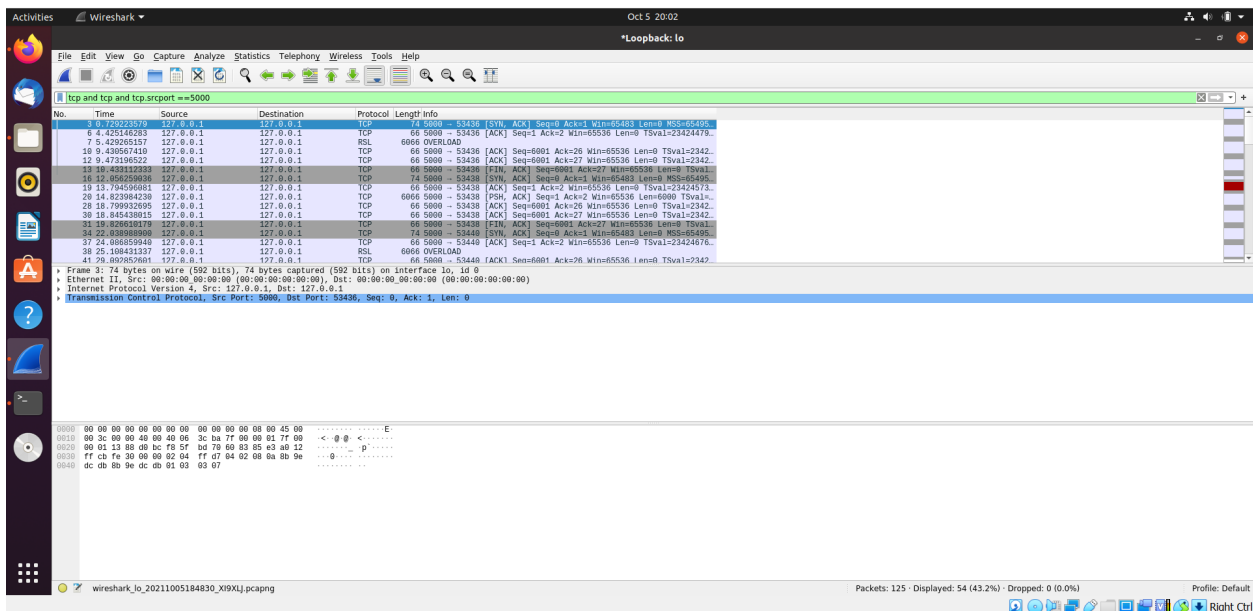 Activities Wireshark Oct 5 20:02
*Loopback: lo
File Edit View Go Capture Analyze Statistics Telephony Wireless Tools Help
tcp and tcp and tcp.srcport ==5000
No. Time Source Destination Protocol Length Info
3 0.729223579 127.0.0.1 127.0.0.1 TCP 74 5000 → 53436 [SYN, ACK] Seq=0 Ack=1 Win=65483 Len=0 MSS=65495…
6 4.425146283 127.0.0.1 127.0.0.1 TCP 66 5000 → 53436 [ACK] Seq=1 Ack=2 Win=65536 Len=0 TSval=23424479…
7 5.429265157 127.0.0.1 127.0.0.1 RSL 6066 OVERLOAD
10 9.430567410 127.0.0.1 127.0.0.1 TCP 66 5000 → 53436 [ACK] Seq=6001 Ack=26 Win=65536 Len=0 TSval=2342…
12 9.473196522 127.0.0.1 127.0.0.1 TCP 66 5000 → 53436 [ACK] Seq=6001 Ack=27 Win=65536 Len=0 TSval=2342…
13 10.433112333 127.0.0.1 127.0.0.1 TCP 66 5000 → 53436 [FIN, ACK] Seq=6001 Ack=27 Win=65536 Len=0 TSval…
16 12.056259036 127.0.0.1 127.0.0.1 TCP 74 5000 → 53438 [SYN, ACK] Seq=0 Ack=1 Win=65483 Len=0 MSS=65495…
19 13.794596081 127.0.0.1 127.0.0.1 TCP 66 5000 → 53438 [ACK] Seq=1 Ack=2 Win=65536 Len=0 TSval=23424573…
20 14.823984230 127.0.0.1 127.0.0.1 TCP 6066 5000 → 53438 [PSH, ACK] Seq=1 Ack=2 Win=65536 Len=6000 TSval=…
28 18.799932695 127.0.0.1 127.0.0.1 TCP 66 5000 → 53438 [ACK] Seq=6001 Ack=26 Win=65536 Len=0 TSval=2342…
30 18.845438015 127.0.0.1 127.0.0.1 TCP 66 5000 → 53438 [ACK] Seq=6001 Ack=27 Win=65536 Len=0 TSval=2342…
31 19.826610179 127.0.0.1 127.0.0.1 TCP 66 5000 → 53438 [FIN, ACK] Seq=6001 Ack=27 Win=65536 Len=0 TSval…
34 22.038988900 127.0.0.1 127.0.0.1 TCP 74 5000 → 53440 [SYN, ACK] Seq=0 Ack=1 Win=65483 Len=0 MSS=65495…
37 24.086859940 127.0.0.1 127.0.0.1 TCP 66 5000 → 53440 [ACK] Seq=1 Ack=2 Win=65536 Len=0 TSval=23424676…
38 25.108431337 127.0.0.1 127.0.0.1 RSL 6066 OVERLOAD
41 29.092852601 127.0.0.1 127.0.0.1 TCP 66 5000 → 53440 [ACK] Seq=6001 Ack=26 Win=65536 Len=0 TSval=2342…
Frame 3: 74 bytes on wire (592 bits), 74 bytes captured (592 bits) on interface lo, id 0
Ethernet II, Src: 00:00:00_00:00:00 (00:00:00:00:00:00), Dst: 00:00:00_00:00:00 (00:00:00:00:00:00)
Internet Protocol Version 4, Src: 127.0.0.1, Dst: 127.0.0.1
Transmission Control Protocol, Src Port: 5000, Dst Port: 53436, Seq: 0, Ack: 1, Len: 0
0000 00 00 00 00 00 00 00 00 00 00 00 00 08 00 45 00 ········ ······E·
0010 00 3c 00 00 40 00 40 06 3c ba 7f 00 00 01 7f 00 ·<··@·@· <·······
0020 00 01 13 88 d0 bc f8 5f bd 70 60 83 85 e3 a0 12 ·······_ ·p`·····
0030 ff cb fe 30 00 00 02 04 ff d7 04 02 08 0a 8b 9e ···0···· ········
0040 dc db 8b 9e dc db 01 03 03 07 ········ ··
wireshark_lo_20211005184830_XI9XLJ.pcapng Packets: 125 · Displayed: 54 (43.2%) · Dropped: 0 (0.0%) Profile: Default
Right Ctrl